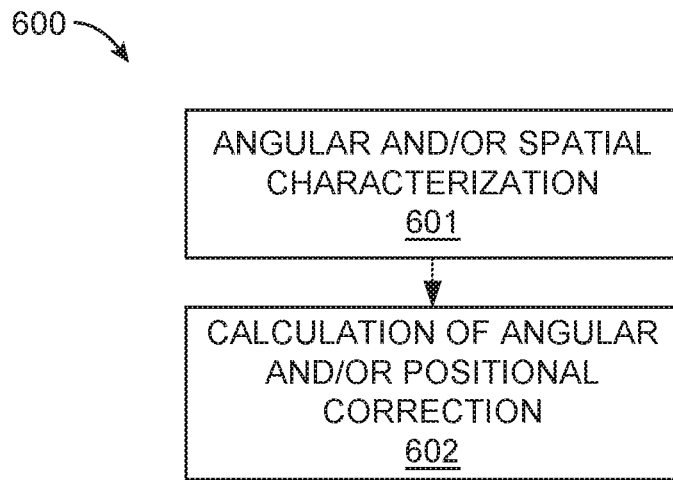 600
ANGULAR AND/OR SPATIAL
CHARACTERIZATION
601
CALCULATION OF ANGULAR
AND/OR POSITIONAL
CORRECTION
602